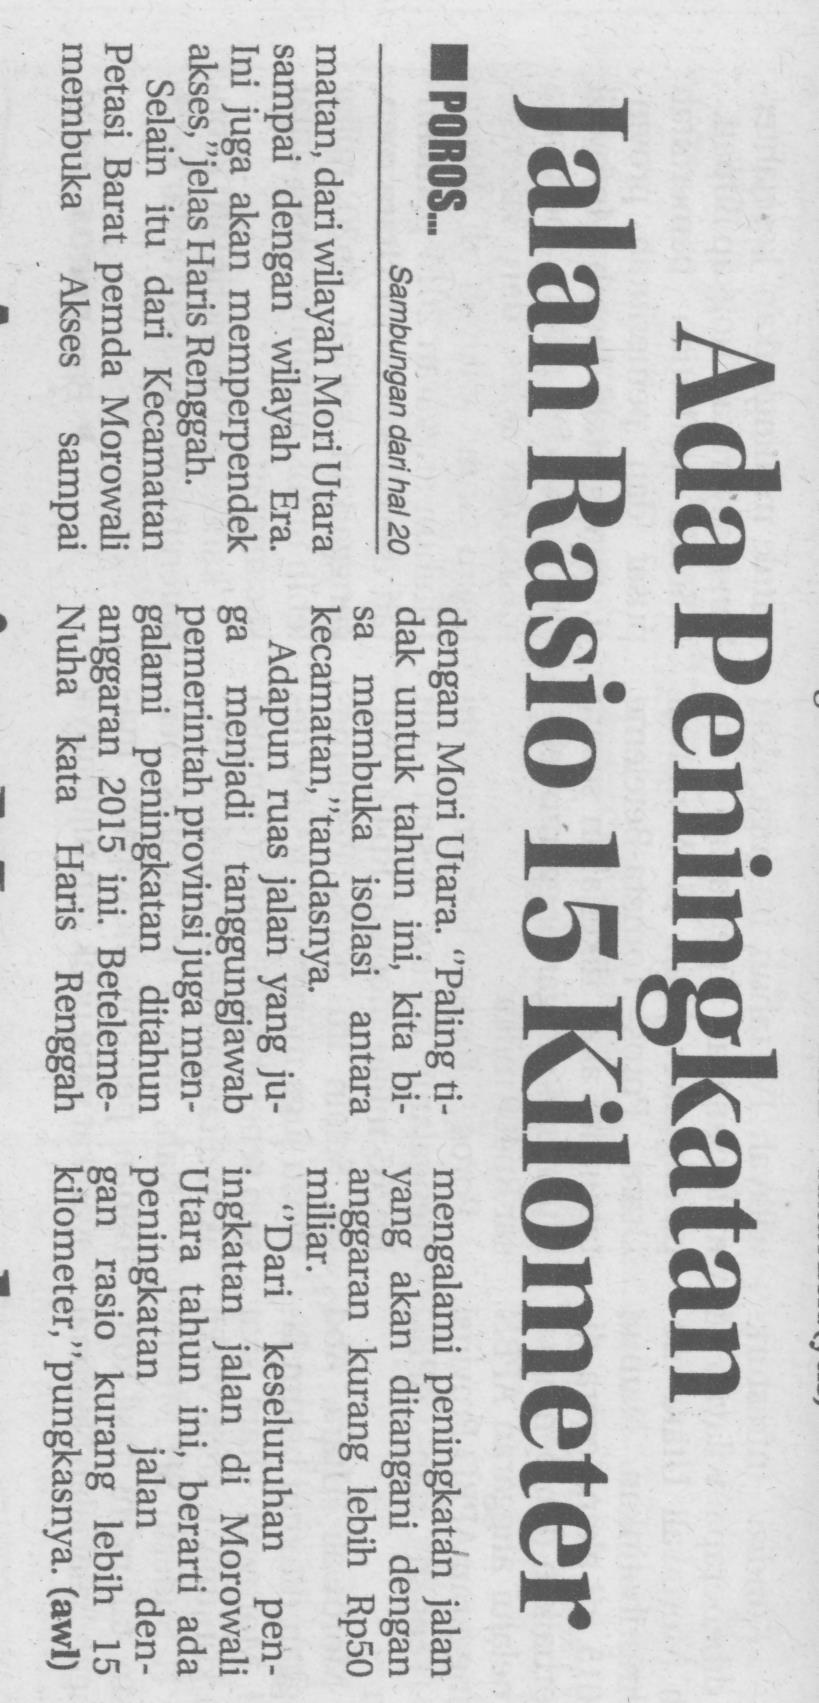 Ada Peningkatan
Jalan Rasio 15 Kilometer
■ POROS...
Sambungan dari hal 20
matan, dari wilayah Mori Utara
sampai dengan wilayah Era.
Ini juga akan memperpendek
akses,’’jelas Haris Renggah.
Selain itu dari Kecamatan
Petasi Barat pemda Morowali
membuka Akses sampai
dengan Mori Utara. ‘’Paling ti-
dak untuk tahun ini, kita bi-
sa membuka isolasi antara
kecamatan,’’tandasnya.
Adapun ruas jalan yang ju-
ga menjadi tanggungjawab
pemerintah provinsi juga men-
galami peningkatan ditahun
anggaran 2015 ini. Beteleme-
Nuha kata Haris Renggah
mengalami peningkatan jalan
yang akan ditangani dengan
anggaran kurang lebih Rp50
miliar.
‘’Dari keseluruhan pen-
ingkatan jalan di Morowali
Utara tahun ini, berarti ada
peningkatan jalan den-
gan rasio kurang lebih 15
kilometer,’’pungkasnya. (awl)